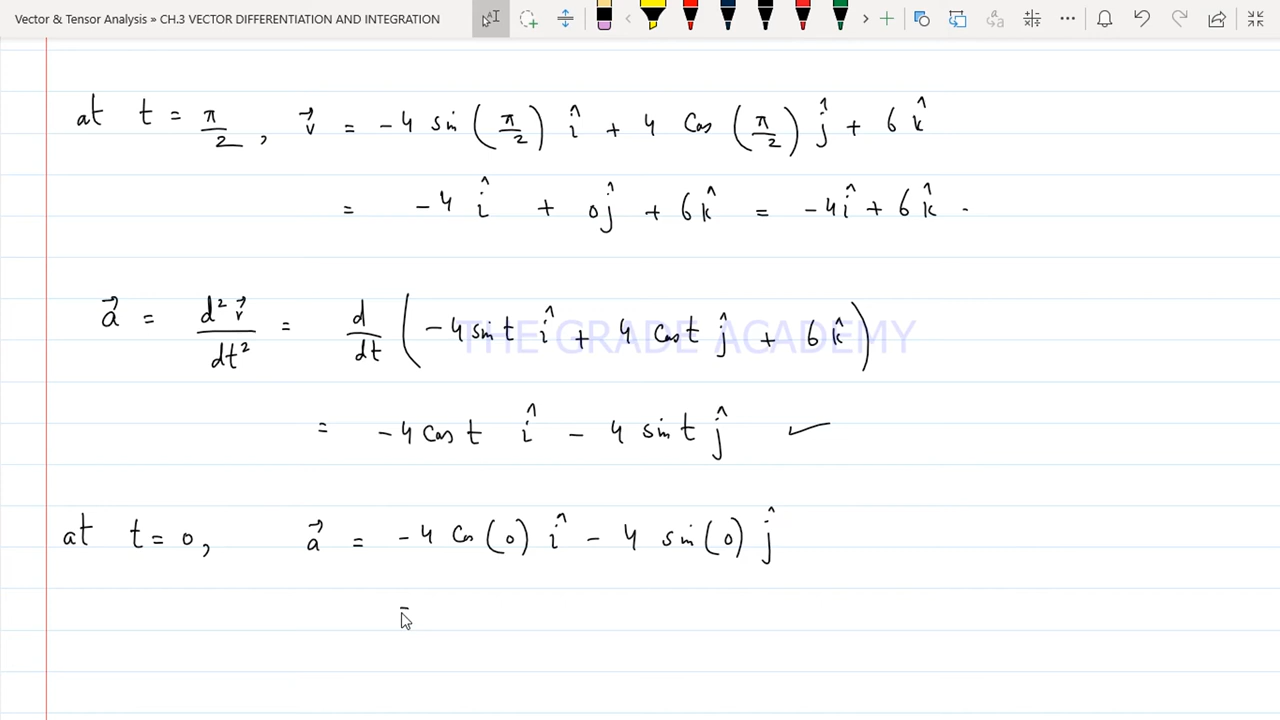 Vector & Tensor Analysis » CH.3 VECTOR DIFFERENTIATION AND INTEGRATION
at t = π/2 , v⃗ = -4 sin(π/2) î + 4 Cos(π/2) ĵ + 6 k̂
= -4 î + 0ĵ + 6k̂ = -4î + 6k̂ .
a⃗ = d² v⃗/dt² = d/dt (-4 sin t î + 4 Cos t ĵ + 6k̂)
THE GRADE ACADEMY
= -4 Cos t î - 4 sin t ĵ ✓
at t = 0, a⃗ = -4 Cos(0) î - 4 sin(0) ĵ
=